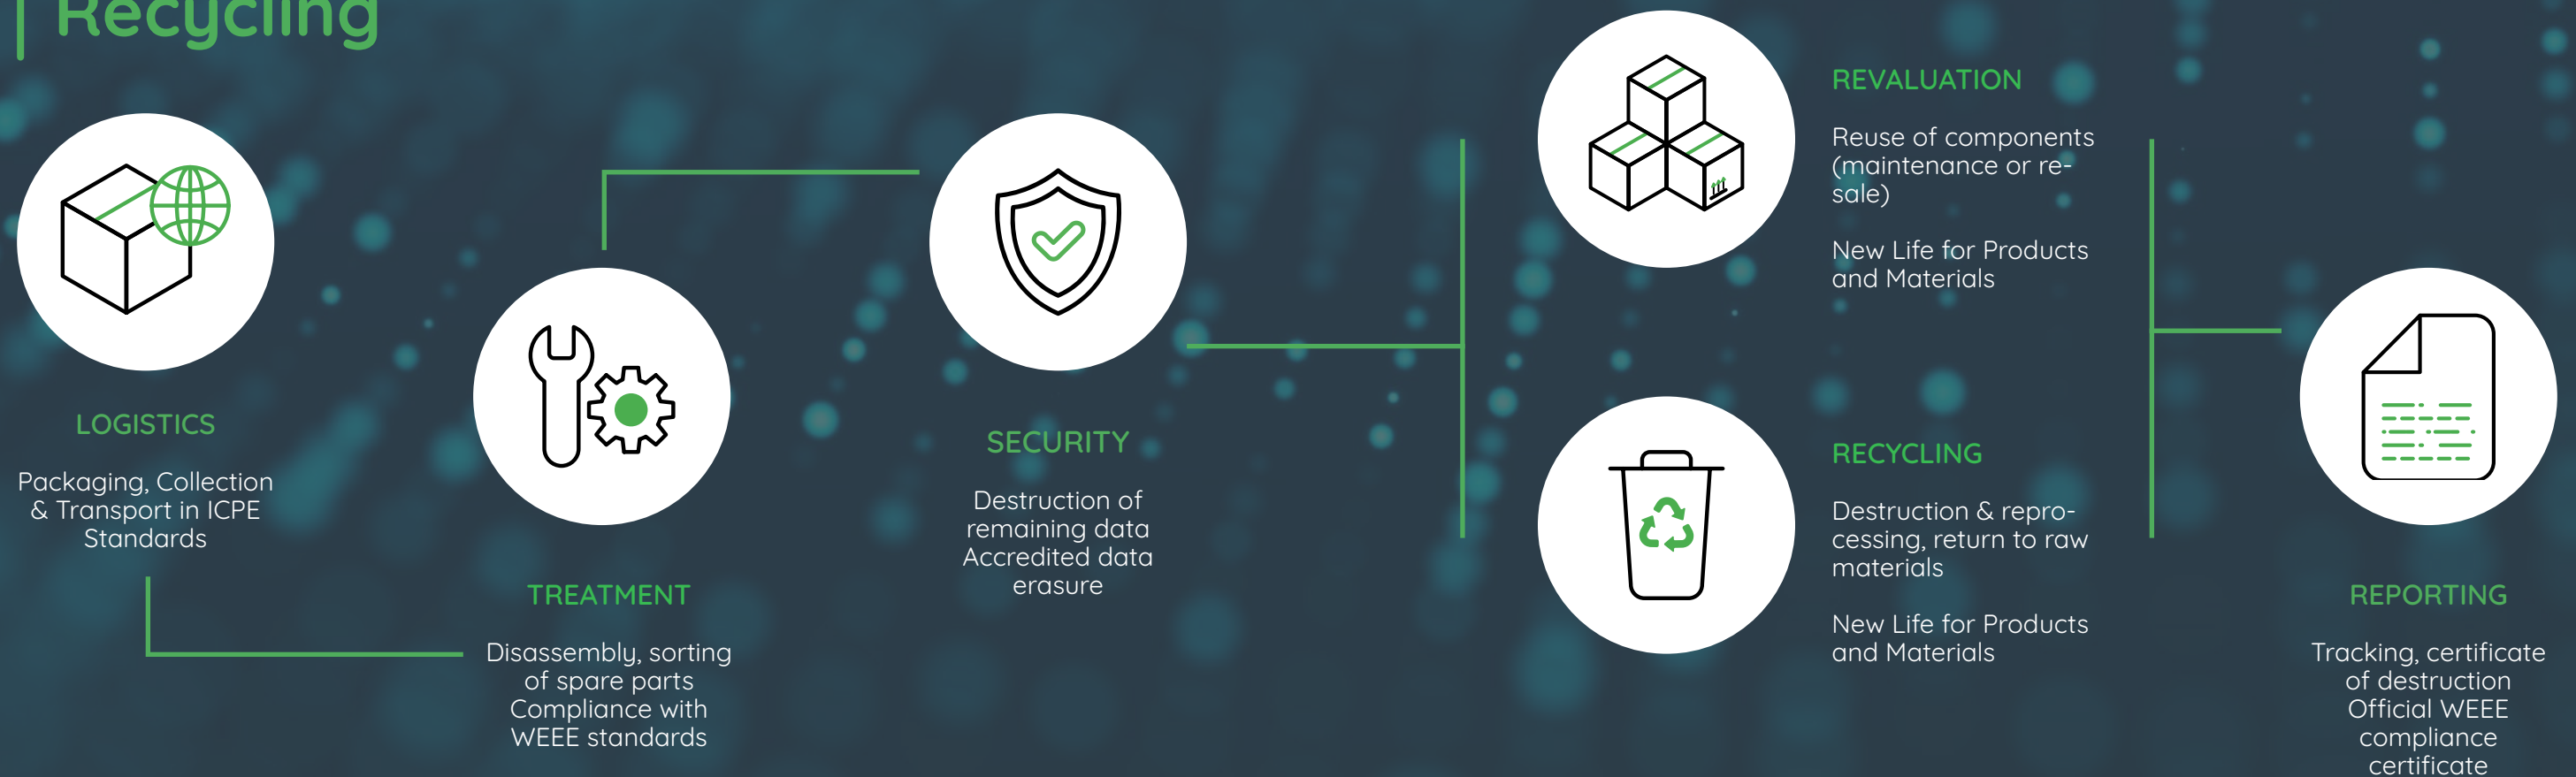 Recycling
LOGISTICS
Packaging, Collection
& Transport in ICPE
Standards
TREATMENT
Disassembly, sorting
of spare parts
Compliance with
WEEE standards
SECURITY
Destruction of
remaining data
Accredited data
erasure
REVALUATION
Reuse of components
(maintenance or re-
sale)
New Life for Products
and Materials
RECYCLING
Destruction & repro-
cessing, return to raw
materials
New Life for Products
and Materials
REPORTING
Tracking, certificate
of destruction
Official WEEE
compliance
certificate